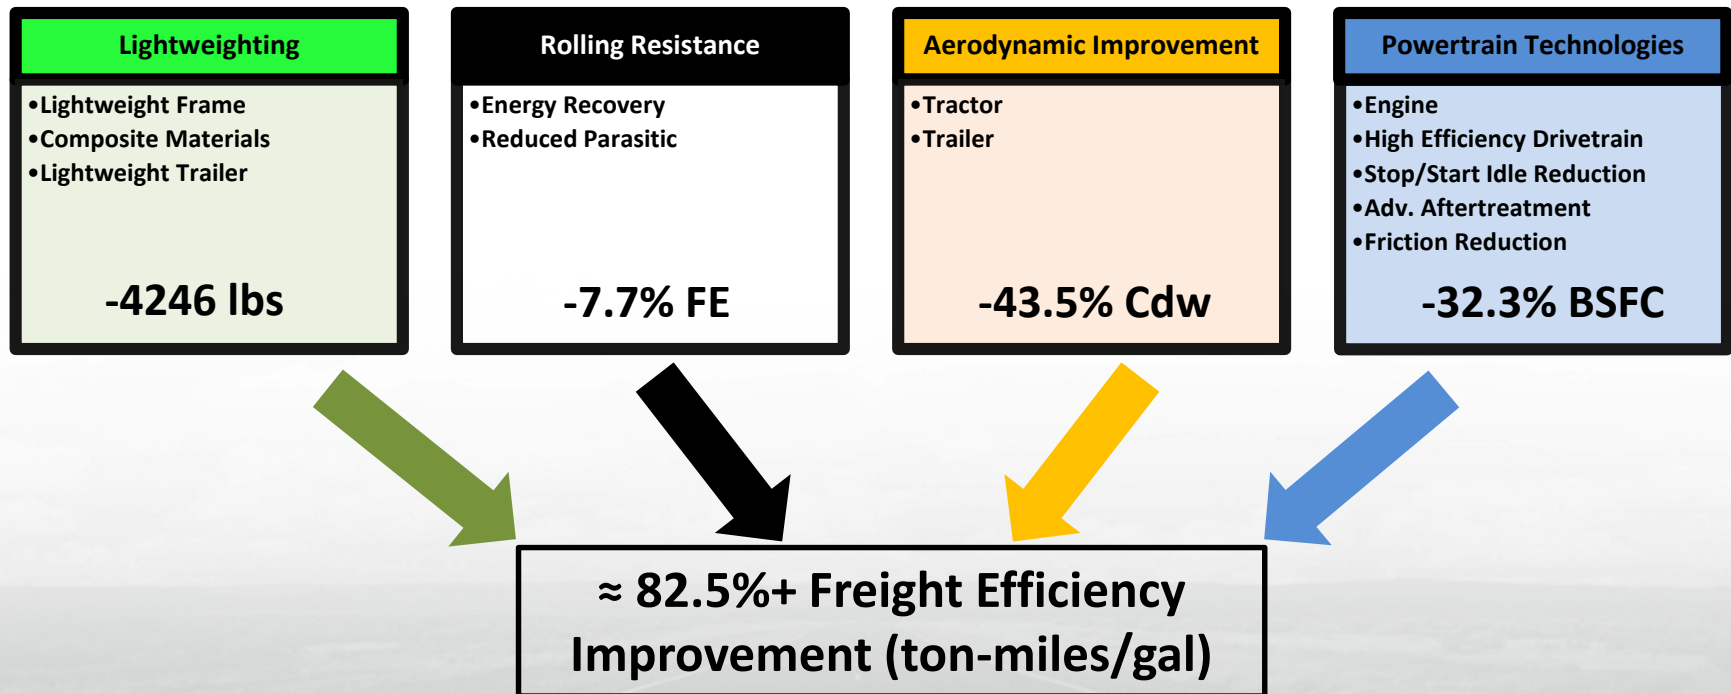 Lightweighting
•Lightweight Frame
•Composite Materials
•Lightweight Trailer
-4246 lbs
Rolling Resistance
•Energy Recovery
•Reduced Parasitic
-7.7% FE
Aerodynamic Improvement
•Tractor
•Trailer
-43.5% Cdw
Powertrain Technologies
•Engine
•High Efficiency Drivetrain
•Stop/Start Idle Reduction
•Adv. Aftertreatment
•Friction Reduction
-32.3% BSFC
≈ 82.5%+ Freight Efficiency
Improvement (ton-miles/gal)